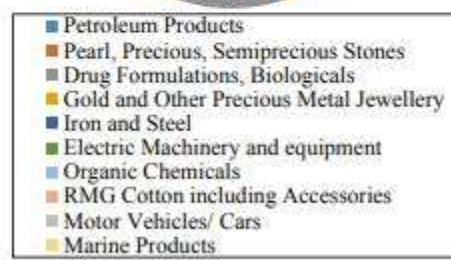 Petroleum Products
Pearl, Precious, Semiprecious Stones
Drug Formulations, Biologicals
Gold and Other Precious Metal Jewellery
Iron and Steel
Electric Machinery and equipment
Organic Chemicals
RMG Cotton including Accessories
Motor Vehicles/ Cars
Marine Products